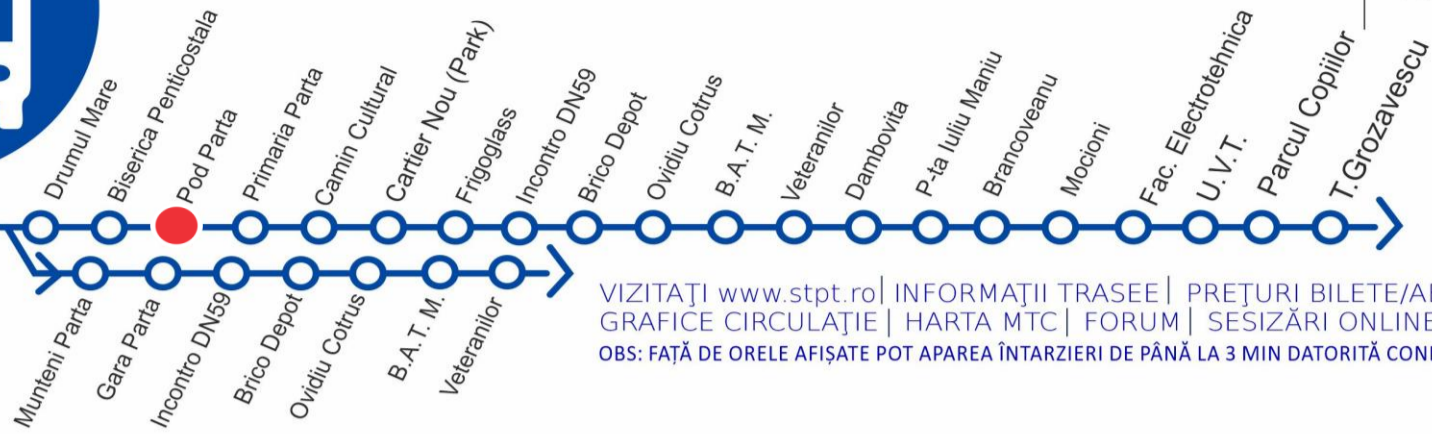 Drumul Mare
Biserica Penticostala
Pod Parta
Primaria Parta
Camin Cultural
Cartier Nou (Park)
Frigoglass
Incontro DN59
Brico Depot
Ovidiu Cotrus
B.A.T. M.
Veteranilor
Dambovita
P-ta Iuliu Maniu
Brancoveanu
Mocioni
Fac. Electrotehnica
U.V.T.
Parcul Copiilor
T.Grozavescu
Munteni Parta
Gara Parta
Incontro DN59
Brico Depot
Ovidiu Cotrus
B.A.T. M.
Veteranilor
VIZITAŢI www.stpt.ro| INFORMAŢII TRASEE| PREŢURI BILETE/
GRAFICE CIRCULAŢIE| HARTA MTC| FORUM| SESIZĂRI ONLINE
OBS: FAȚĂ DE ORELE AFIȘATE POT APAREA ÎNTARZIERI DE PÂNĂ LA 3 MIN DATORITĂ